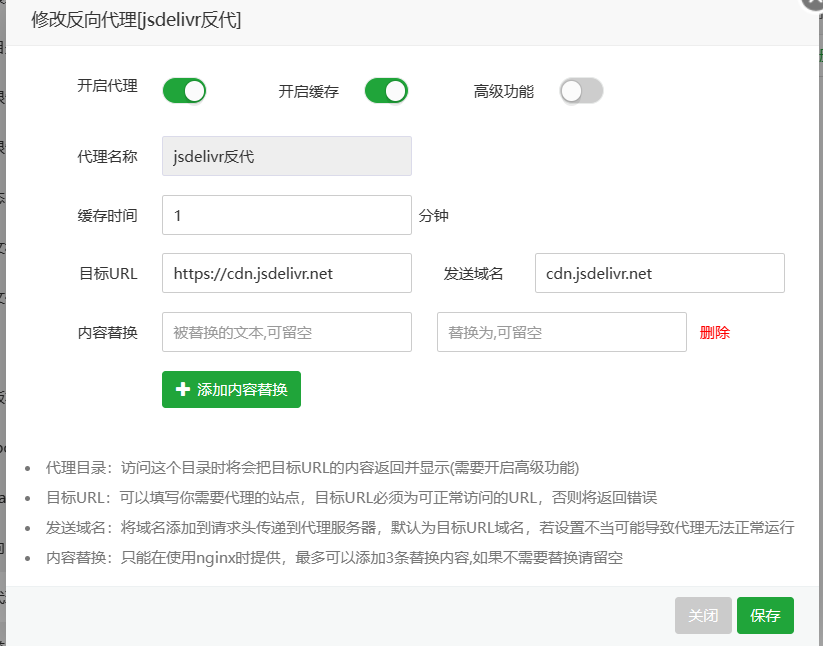 修改反向代理[jsdelivr反代]
开启代理 开启缓存 高级功能
代理名称 jsdelivr反代
缓存时间 1 分钟
目标URL https://cdn.jsdelivr.net 发送域名 cdn.jsdelivr.net
内容替换 被替换的文本,可留空 替换为,可留空 删除
添加内容替换
代理目录：访问这个目录时将会把目标URL的内容返回并显示(需要开启高级功能)
目标URL：可以填写你需要代理的站点，目标URL必须为可正常访问的URL，否则将返回错误
发送域名：将域名添加到请求头传递到代理服务器，默认为目标URL域名，若设置不当可能导致代理无法正常运行
内容替换：只能在使用nginx时提供，最多可以添加3条替换内容,如果不需要替换请留空
关闭 保存